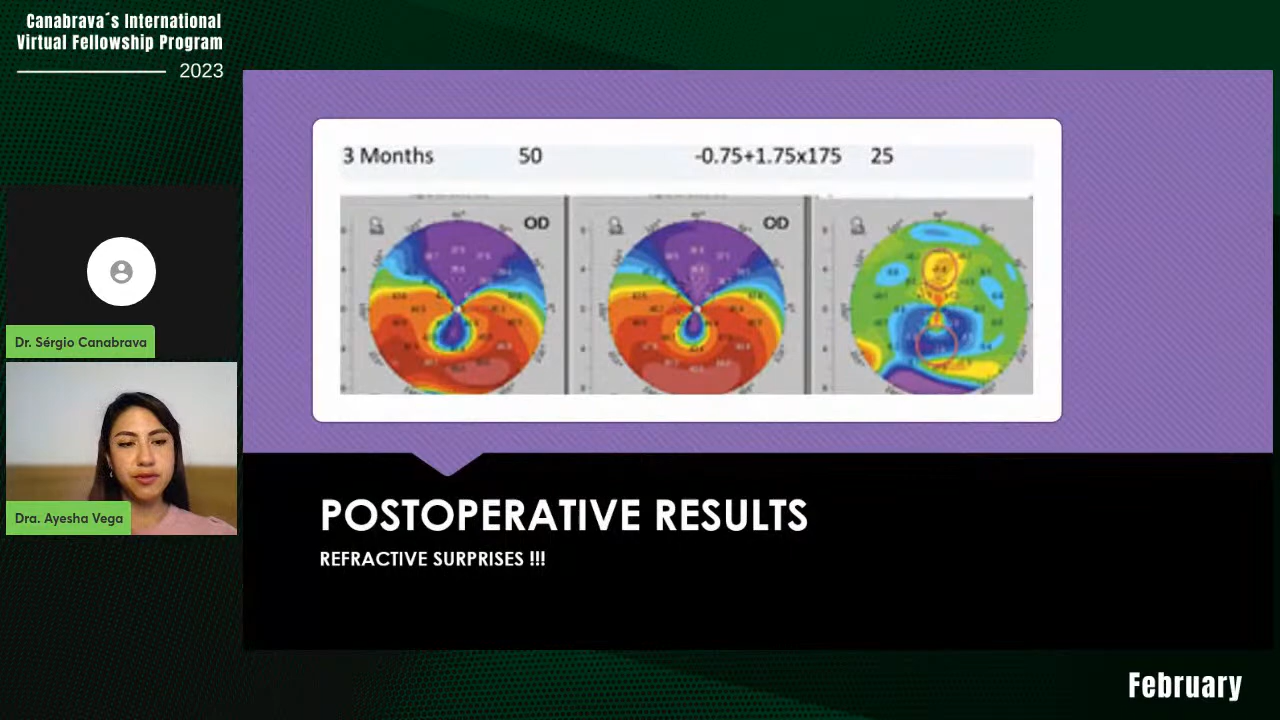 Canabrava´s International
Virtual Fellowship Program
2023
3 Months 50 -0.75+1.75x175 25
OD
OD
Dr. Sérgio Canabrava
Dra. Ayesha Vega
POSTOPERATIVE RESULTS
REFRACTIVE SURPRISES !!!
February